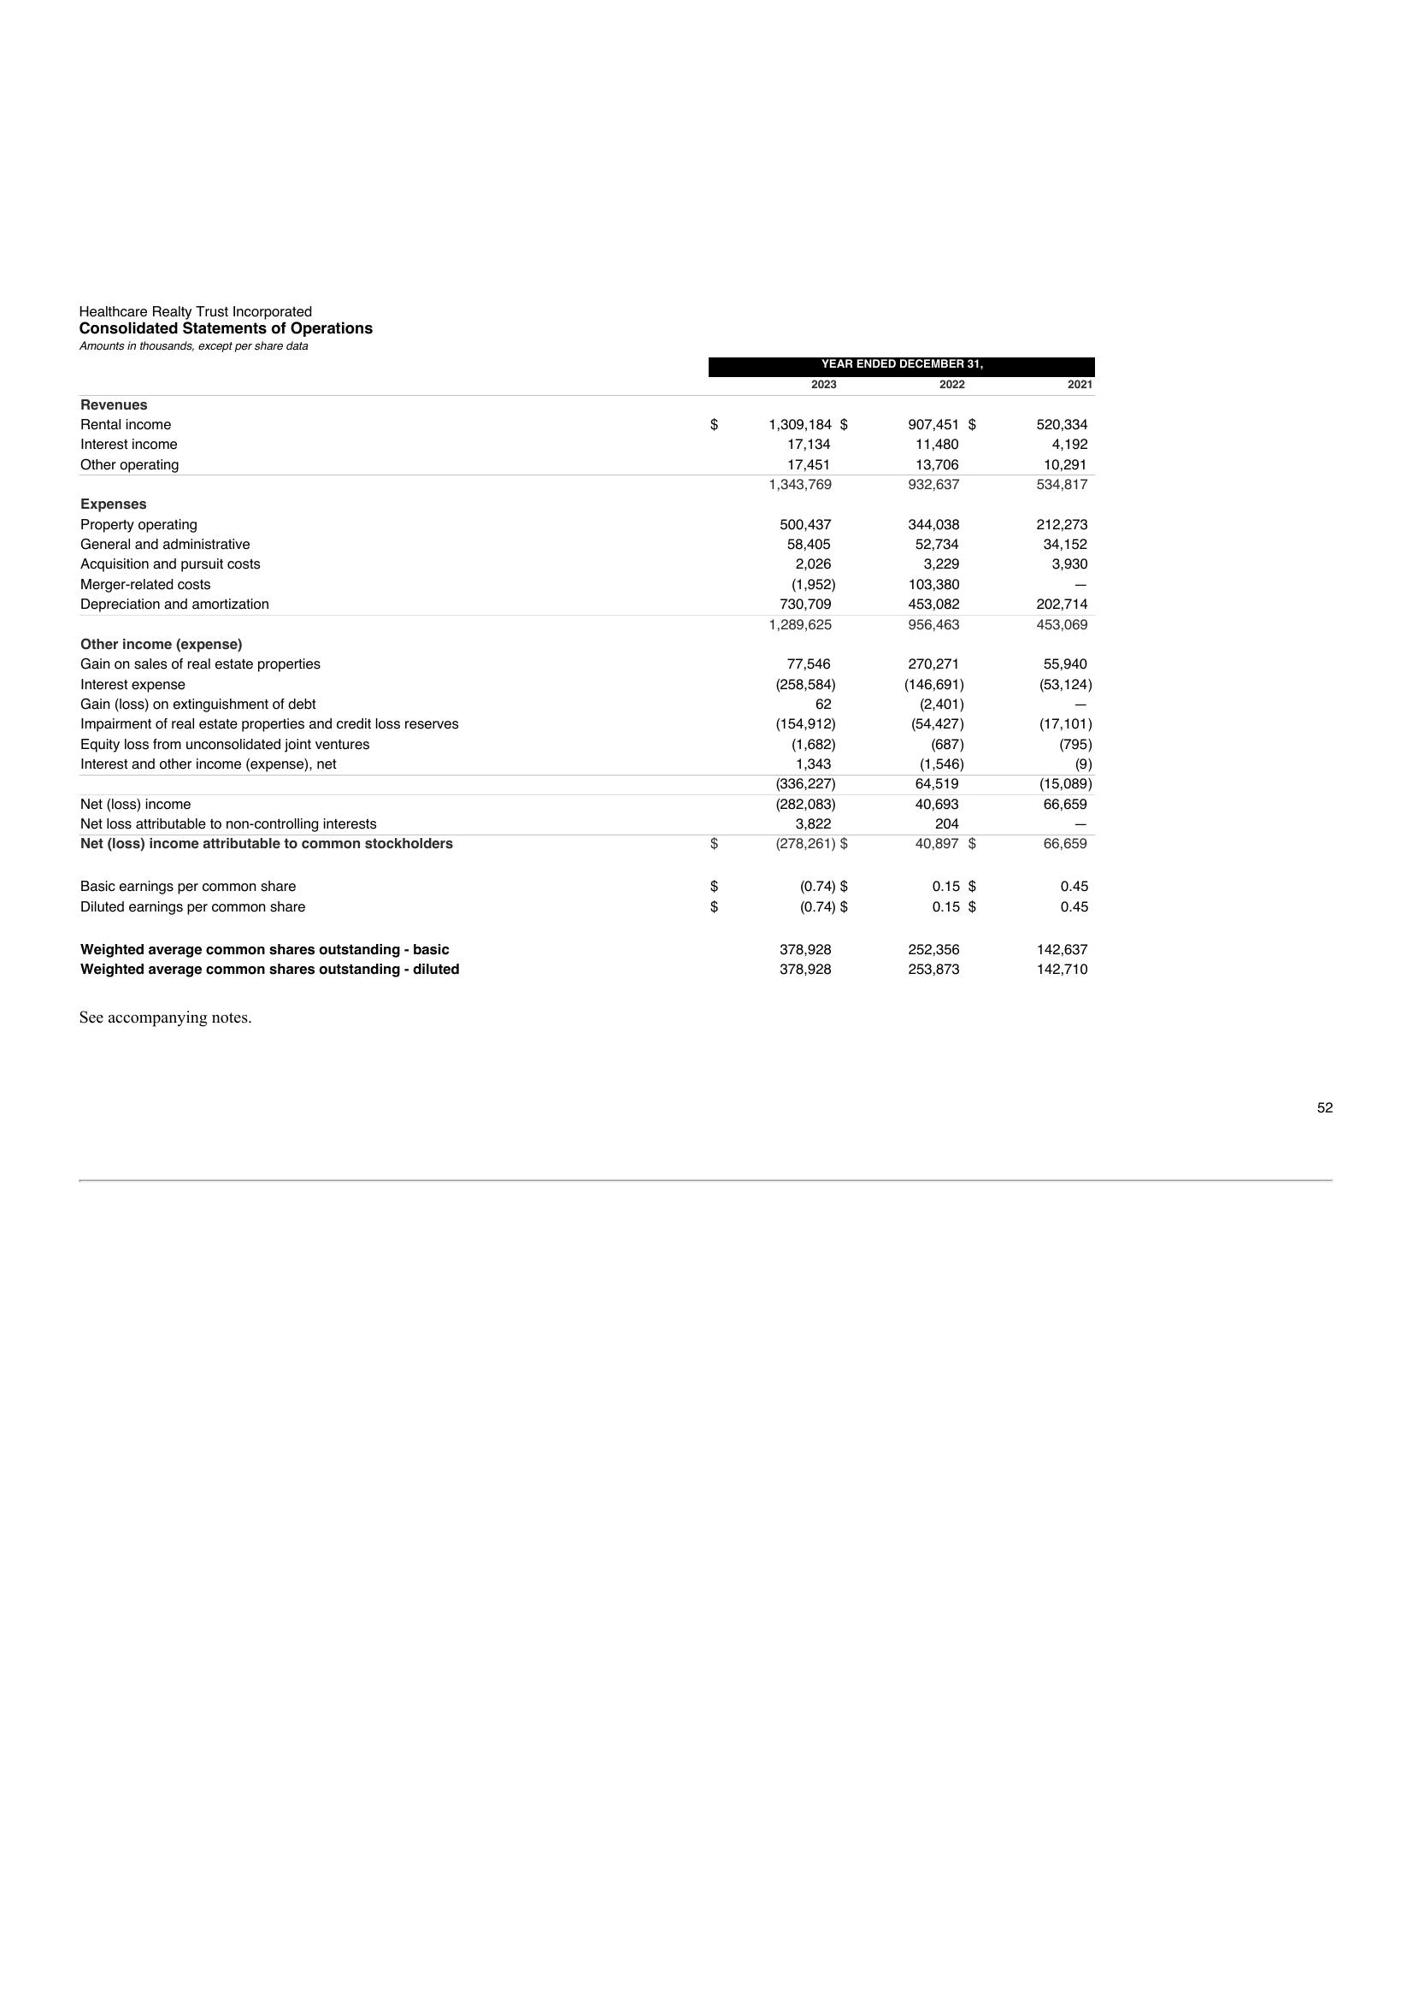 Healthcare Realty Trust Incorporated
Consolidated Statements of Operations
Amounts in thousands, except per share data
YEAR ENDED DECEMBER 31,
2023 2022 2021
Revenues
Rental income $ 1,309,184 $ 907,451 $ 520,334
Interest income 17,134 11,480 4,192
Other operating 17,451 13,706 10,291
1,343,769 932,637 534,817
Expenses
Property operating 500,437 344,038 212,273
General and administrative 58,405 52,734 34,152
Acquisition and pursuit costs 2,026 3,229 3,930
Merger-related costs (1,952) 103,380 —
Depreciation and amortization 730,709 453,082 202,714
1,289,625 956,463 453,069
Other income (expense)
Gain on sales of real estate properties 77,546 270,271 55,940
Interest expense (258,584) (146,691) (53,124)
Gain (loss) on extinguishment of debt 62 (2,401) —
Impairment of real estate properties and credit loss reserves (154,912) (54,427) (17,101)
Equity loss from unconsolidated joint ventures (1,682) (687) (795)
Interest and other income (expense), net 1,343 (1,546) (9)
(336,227) 64,519 (15,089)
Net (loss) income (282,083) 40,693 66,659
Net loss attributable to non-controlling interests 3,822 204 —
Net (loss) income attributable to common stockholders $ (278,261) $ 40,897 $ 66,659
Basic earnings per common share $ (0.74) $ 0.15 $ 0.45
Diluted earnings per common share $ (0.74) $ 0.15 $ 0.45
Weighted average common shares outstanding - basic 378,928 252,356 142,637
Weighted average common shares outstanding - diluted 378,928 253,873 142,710
See accompanying notes.
52